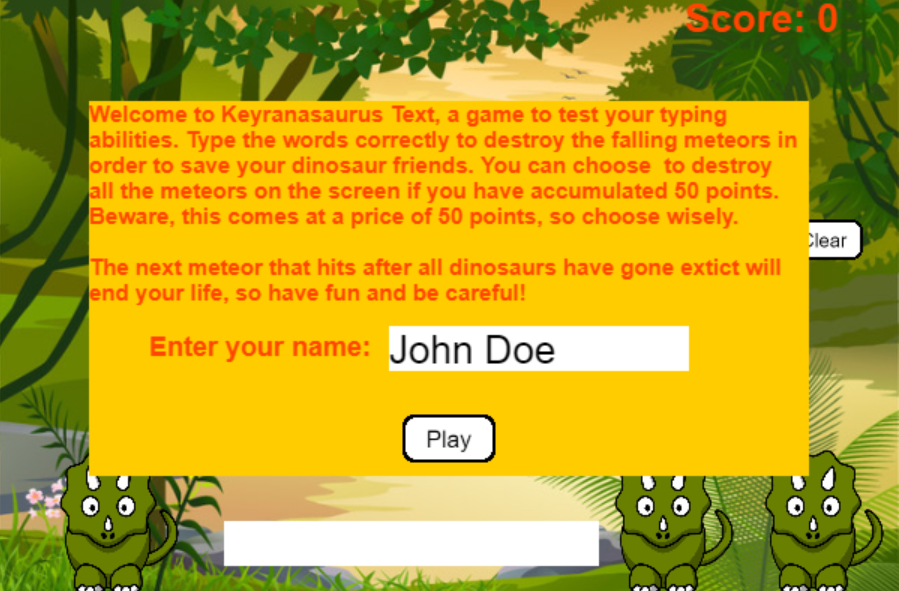 Score: 0
Welcome to Keyranasaurus Text, a game to test your typing
abilities. Type the words correctly to destroy the falling meteors in
order to save your dinosaur friends. You can choose  to destroy
all the meteors on the screen if you have accumulated 50 points.
Beware, this comes at a price of 50 points, so choose wisely.
Clear
The next meteor that hits after all dinosaurs have gone extict will
end your life, so have fun and be careful!
Enter your name: John Doe
Play